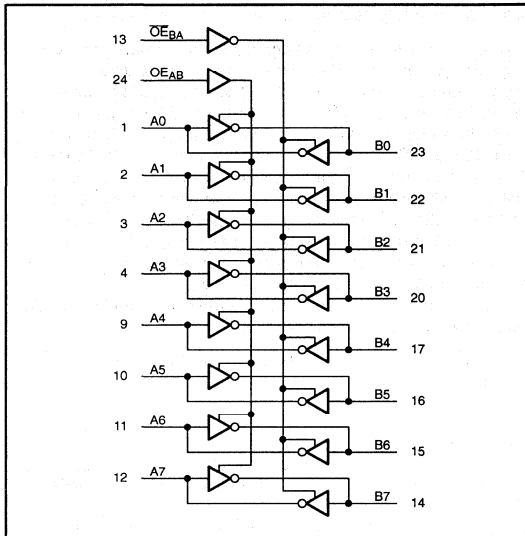 13 OE̅BA
24 OEAB
1 A0
B0 23
2 A1
B1 22
3 A2
B2 21
4 A3
B3 20
9 A4
B4 17
10 A5
B5 16
11 A6
B6 15
12 A7
B7 14